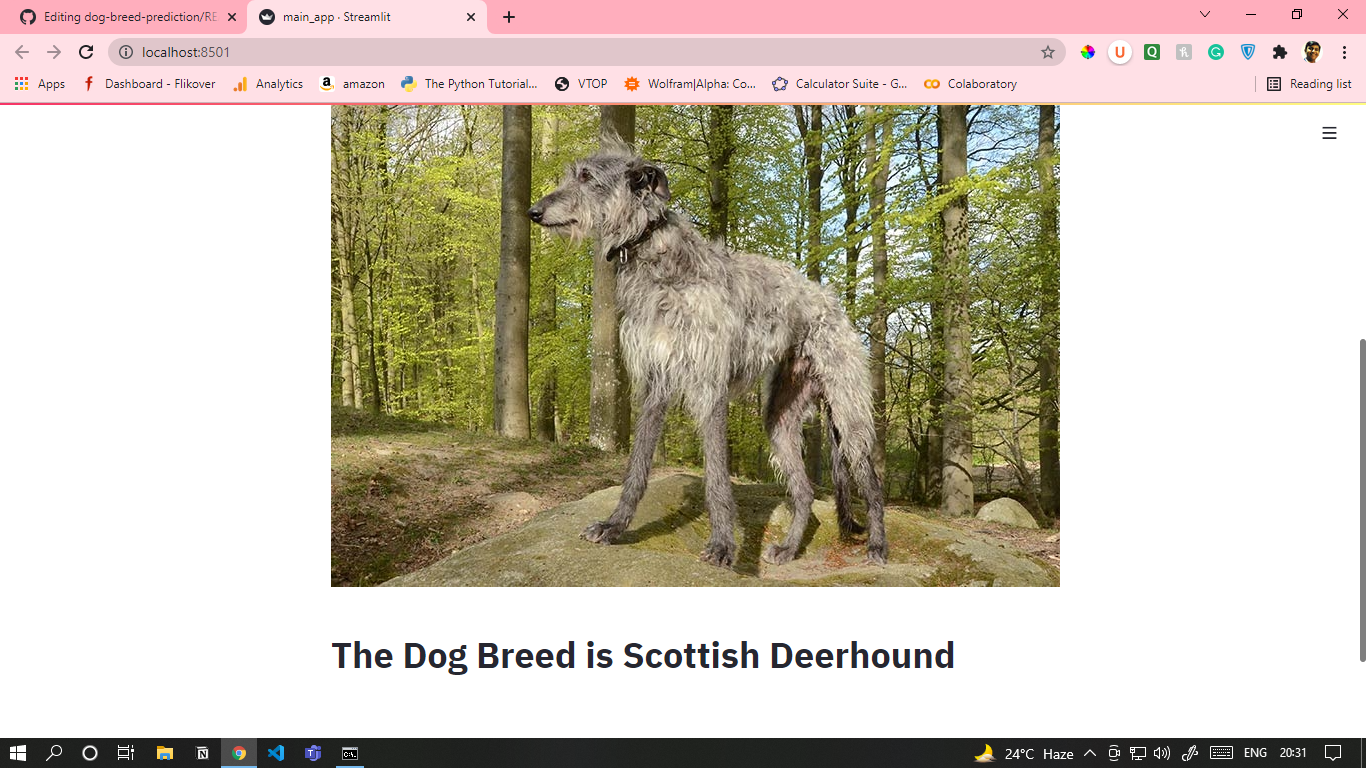 Editing dog-breed-prediction/RE
main_app · Streamlit
localhost:8501
Apps
Dashboard - Flikover
Analytics
amazon
The Python Tutorial...
VTOP
Wolfram|Alpha: Co...
Calculator Suite - G...
Colaboratory
Reading list
The Dog Breed is Scottish Deerhound
24°C Haze
ENG
20:31